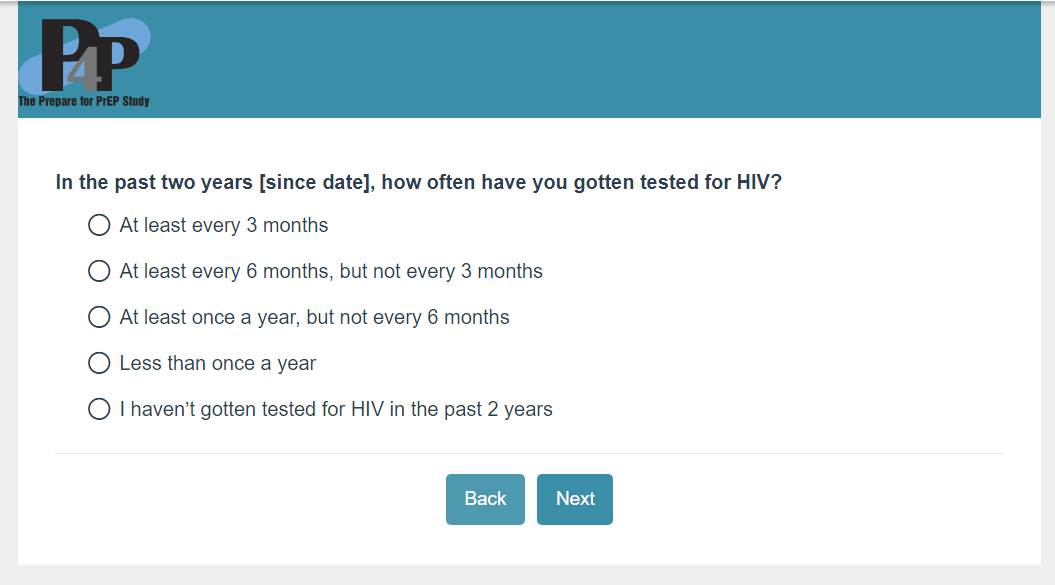 P4P
The Prepare for PrEP Study
In the past two years [since date], how often have you gotten tested for HIV?
At least every 3 months
At least every 6 months, but not every 3 months
At least once a year, but not every 6 months
Less than once a year
I haven’t gotten tested for HIV in the past 2 years
Back Next